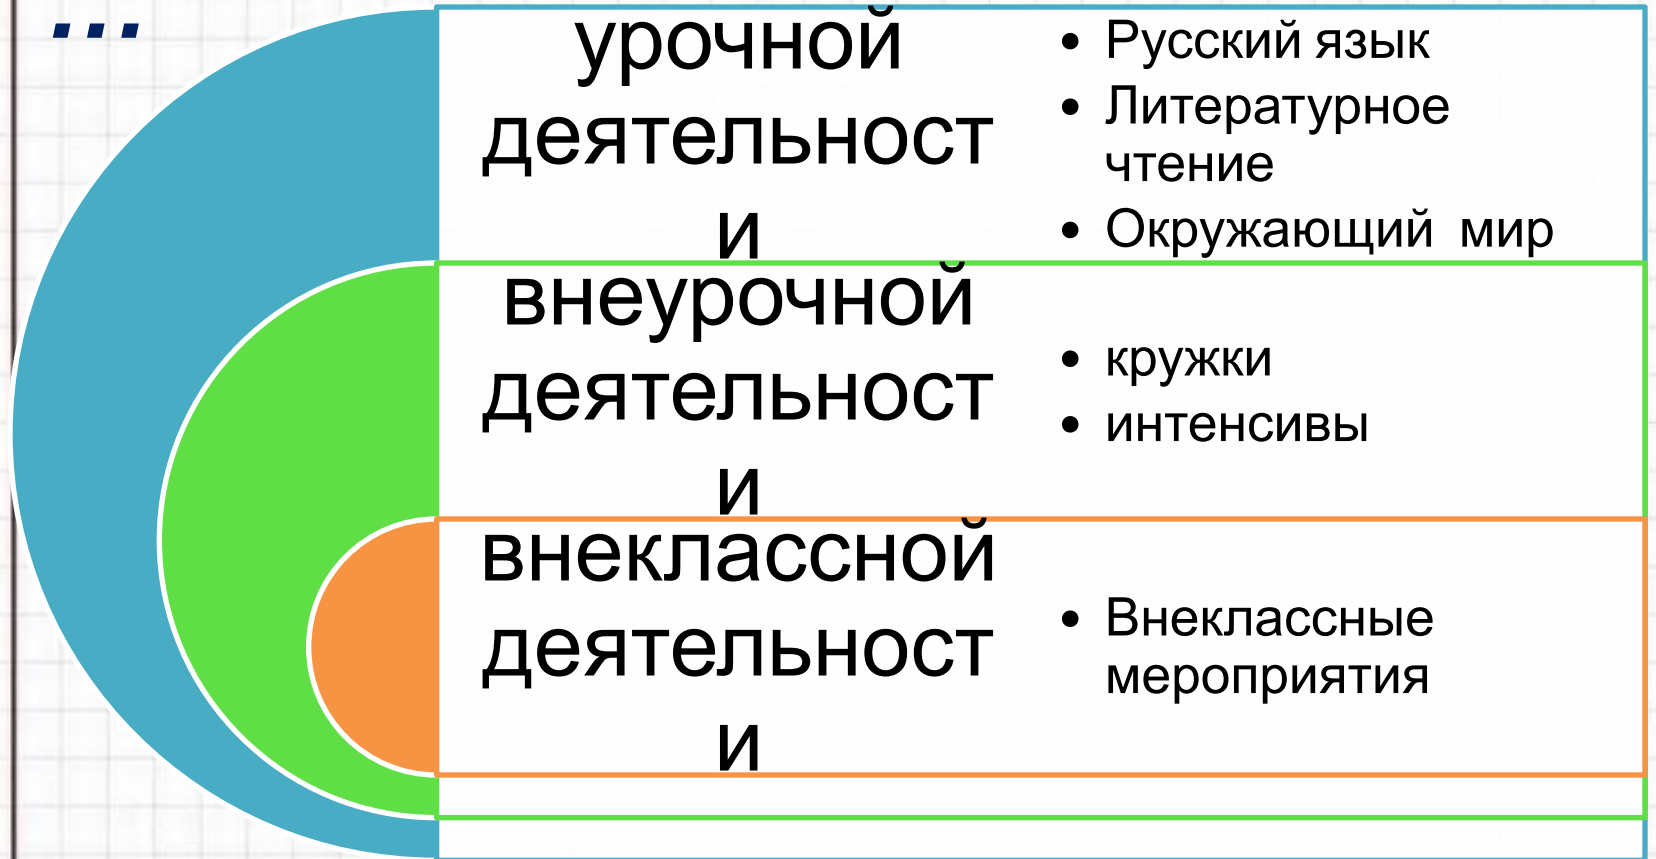 ...
урочной
деятельност
и
• Русский язык
• Литературное
чтение
• Окружающий мир
внеурочной
деятельност
и
• кружки
• интенсивы
внеклассной
деятельност
и
• Внеклассные
мероприятия